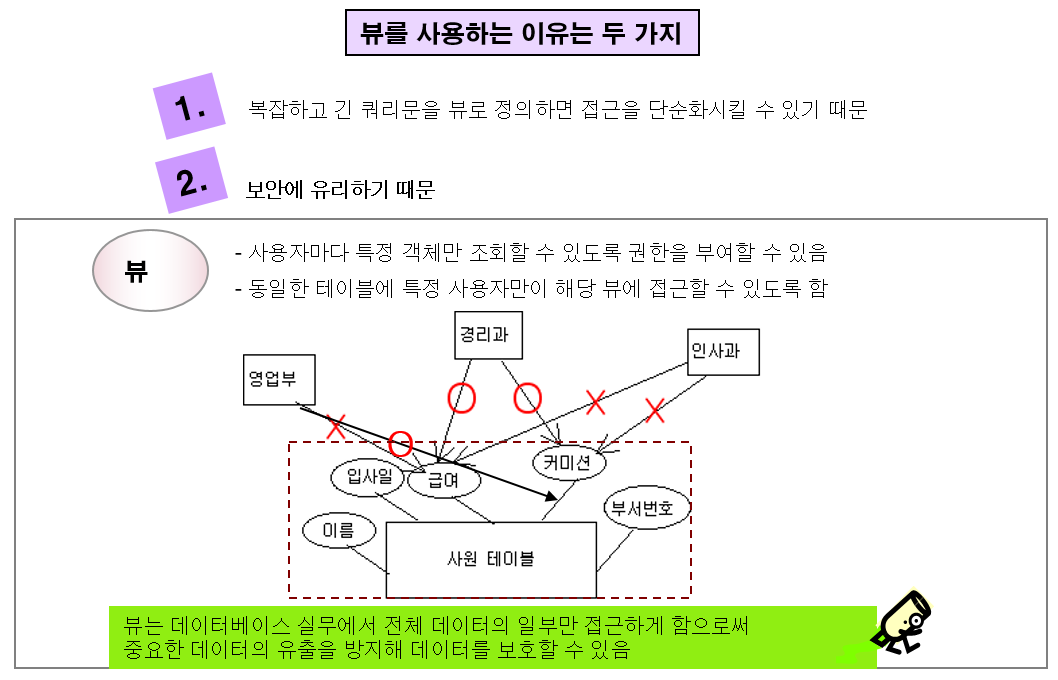 뷰를 사용하는 이유는 두 가지
1. 복잡하고 긴 쿼리문을 뷰로 정의하면 접근을 단순화시킬 수 있기 때문
2. 보안에 유리하기 때문
뷰
- 사용자마다 특정 객체만 조회할 수 있도록 권한을 부여할 수 있음
- 동일한 테이블에 특정 사용자만이 해당 뷰에 접근할 수 있도록 함
경리과
인사과
영업부
O
O
X
X
X
O
커미션
입사일
급여
부서번호
이름
사원 테이블
뷰는 데이터베이스 실무에서 전체 데이터의 일부만 접근하게 함으로써
중요한 데이터의 유출을 방지해 데이터를 보호할 수 있음